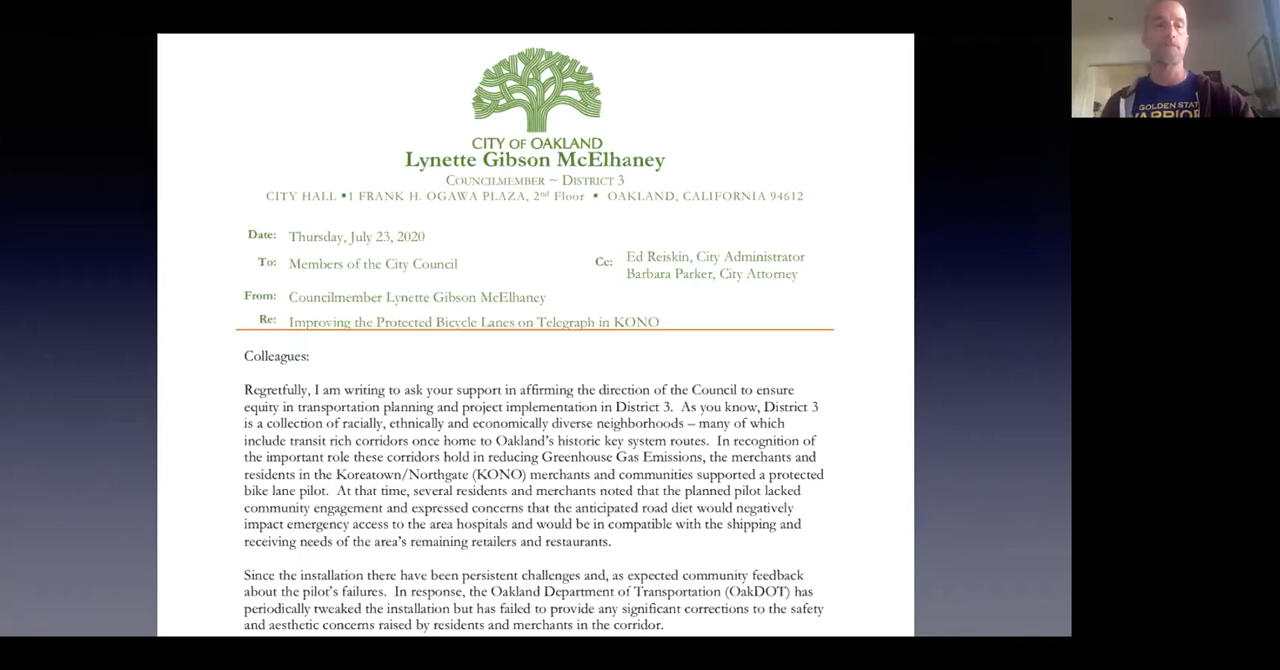 CITY OF OAKLAND
Lynette Gibson McElhaney
COUNCILMEMBER ~ DISTRICT 3
CITY HALL ▪1 FRANK H. OGAWA PLAZA, 2nd Floor ▪ OAKLAND, CALIFORNIA 94612
Date: Thursday, July 23, 2020
To: Members of the City Council
Cc: Ed Reiskin, City Administrator
Barbara Parker, City Attorney
From: Councilmember Lynette Gibson McElhaney
Re: Improving the Protected Bicycle Lanes on Telegraph in KONO
Colleagues:
Regretfully, I am writing to ask your support in affirming the direction of the Council to ensure
equity in transportation planning and project implementation in District 3. As you know, District 3
is a collection of racially, ethnically and economically diverse neighborhoods – many of which
include transit rich corridors once home to Oakland's historic key system routes. In recognition of
the important role these corridors hold in reducing Greenhouse Gas Emissions, the merchants and
residents in the Koreatown/Northgate (KONO) merchants and communities supported a protected
bike lane pilot. At that time, several residents and merchants noted that the planned pilot lacked
community engagement and expressed concerns that the anticipated road diet would negatively
impact emergency access to the area hospitals and would be in compatible with the shipping and
receiving needs of the area's remaining retailers and restaurants.
Since the installation there have been persistent challenges and, as expected community feedback
about the pilot's failures. In response, the Oakland Department of Transportation (OakDOT) has
periodically tweaked the installation but has failed to provide any significant corrections to the safety
and aesthetic concerns raised by residents and merchants in the corridor.
GOLDEN STATE
WARRIORS